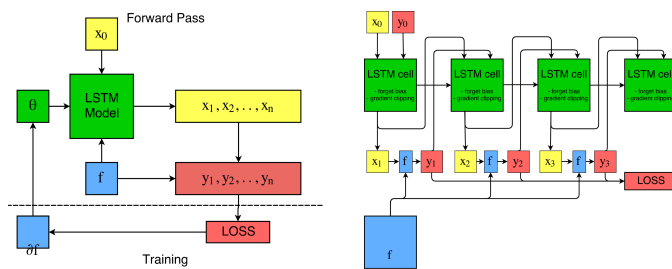 Forward Pass
x₀
θ
LSTM
Model
x₁, x₂, . . , xₙ
f
y₁, y₂, . . , yₙ
∂f
LOSS
Training
x₀
y₀
LSTM cell
- forget bias
- gradient clipping
LSTM cell
- forget bias
- gradient clipping
LSTM cell
- forget bias
- gradient clipping
LSTM cell
- forget bias
- gradient clipping
x₁
f
y₁
x₂
f
y₂
x₃
f
y₃
LOSS
f